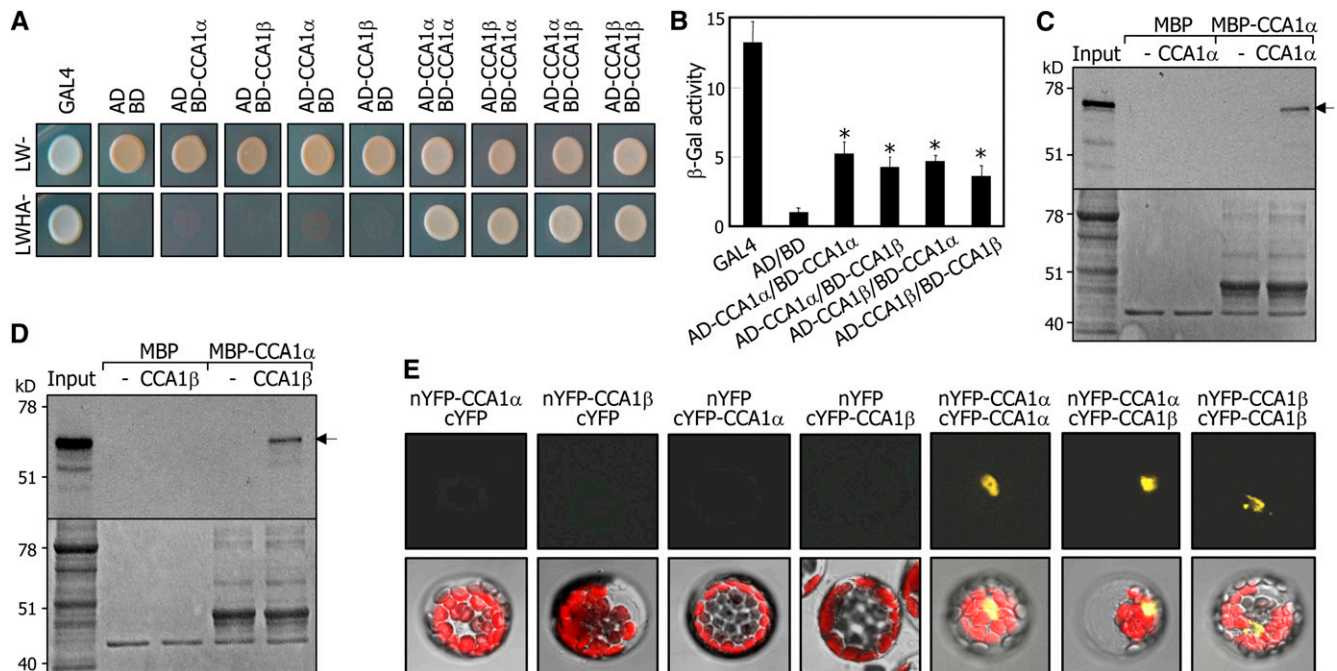 A
GAL4
AD
BD
AD
BD-CCA1α
AD
BD-CCA1β
AD-CCA1α
BD
AD-CCA1β
BD
AD-CCA1α
BD-CCA1α
AD-CCA1β
BD-CCA1α
AD-CCA1α
BD-CCA1β
AD-CCA1β
BD-CCA1β
LW-
LWHA-
B
β-Gal activity
15
10
5
0
* * * *
GAL4
AD/BD
AD-CCA1α/BD-CCA1α
AD-CCA1α/BD-CCA1β
AD-CCA1β/BD-CCA1α
AD-CCA1β/BD-CCA1β
C
MBP MBP-CCA1α
kD Input - CCA1α - CCA1α
78
51
78
51
40
D
MBP MBP-CCA1α
kD Input - CCA1β - CCA1β
78
51
78
51
40
E
nYFP-CCA1α
cYFP
nYFP-CCA1β
cYFP
nYFP
cYFP-CCA1α
nYFP
cYFP-CCA1β
nYFP-CCA1α
cYFP-CCA1α
nYFP-CCA1α
cYFP-CCA1β
nYFP-CCA1β
cYFP-CCA1β